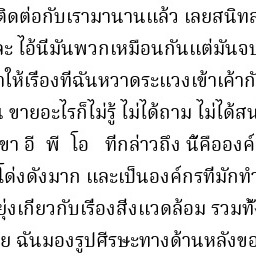 ติดต่อกับเรามานานแล้ว เลยสนิท
ละ ไอ้นี่มันพวกเหมือนกันแต่มันจบ
ให้เรื่องที่ฉันหวาดระแวงเข้าเค้า
ขายอะไรก็ไม่รู้ ไม่ได้ถาม ไม่ได้ส
อี พี โอ ที่กล่าวถึง นี้คือองค์
โด่งดังมาก และเป็นองค์กรที่มักทำ
ยุ่งเกี่ยวกับเรื่องสิ่งแวดล้อม รวมทั้
ย ฉันมองรูปศีรษะทางด้านหลังขอ